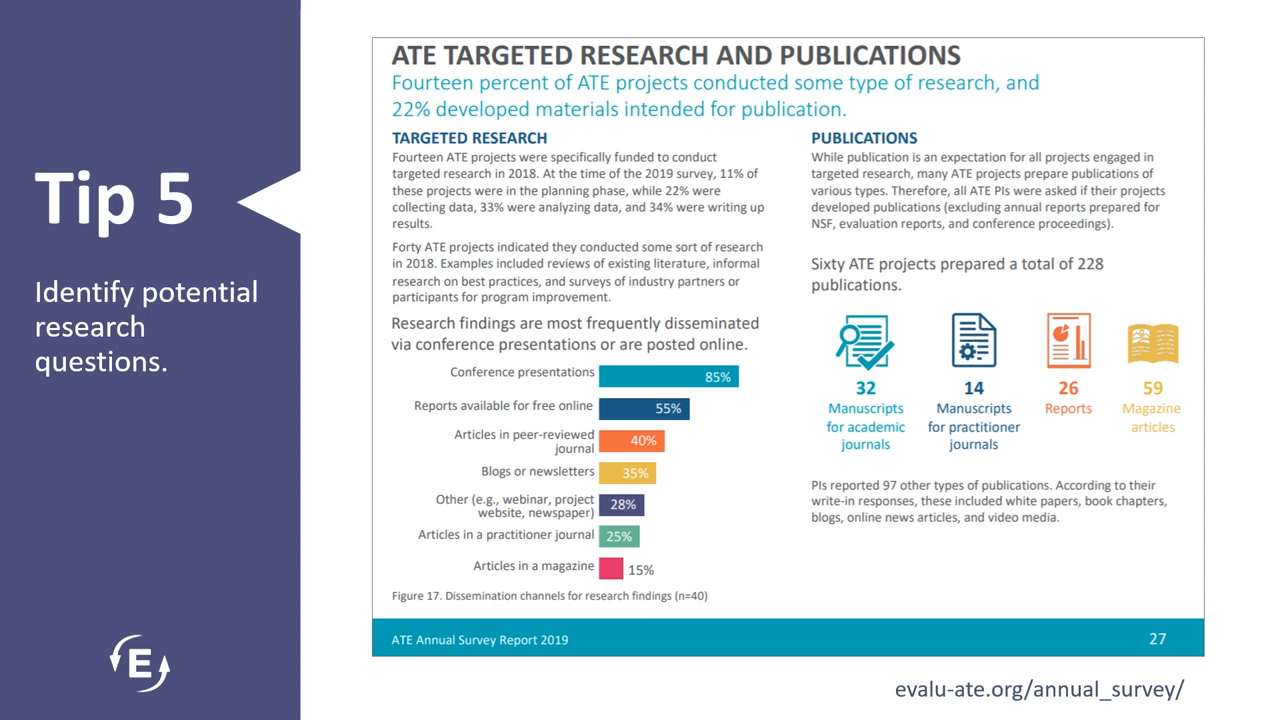 Tip 5
Identify potential
research
questions.
E
ATE TARGETED RESEARCH AND PUBLICATIONS
Fourteen percent of ATE projects conducted some type of research, and
22% developed materials intended for publication.
TARGETED RESEARCH
Fourteen ATE projects were specifically funded to conduct
targeted research in 2018. At the time of the 2019 survey, 11% of
these projects were in the planning phase, while 22% were
collecting data, 33% were analyzing data, and 34% were writing up
results.
Forty ATE projects indicated they conducted some sort of research
in 2018. Examples included reviews of existing literature, informal
research on best practices, and surveys of industry partners or
participants for program improvement.
Research findings are most frequently disseminated
via conference presentations or are posted online.
Conference presentations 85%
Reports available for free online 55%
Articles in peer-reviewed
journal 40%
Blogs or newsletters 35%
Other (e.g., webinar, project
website, newspaper) 28%
Articles in a practitioner journal 25%
Articles in a magazine 15%
Figure 17. Dissemination channels for research findings (n=40)
PUBLICATIONS
While publication is an expectation for all projects engaged in
targeted research, many ATE projects prepare publications of
various types. Therefore, all ATE PIs were asked if their projects
developed publications (excluding annual reports prepared for
NSF, evaluation reports, and conference proceedings).
Sixty ATE projects prepared a total of 228
publications.
32
Manuscripts
for academic
journals
14
Manuscripts
for practitioner
journals
26
Reports
59
Magazine
articles
PIs reported 97 other types of publications. According to their
write-in responses, these included white papers, book chapters,
blogs, online news articles, and video media.
ATE Annual Survey Report 2019
27
evalu-ate.org/annual_survey/